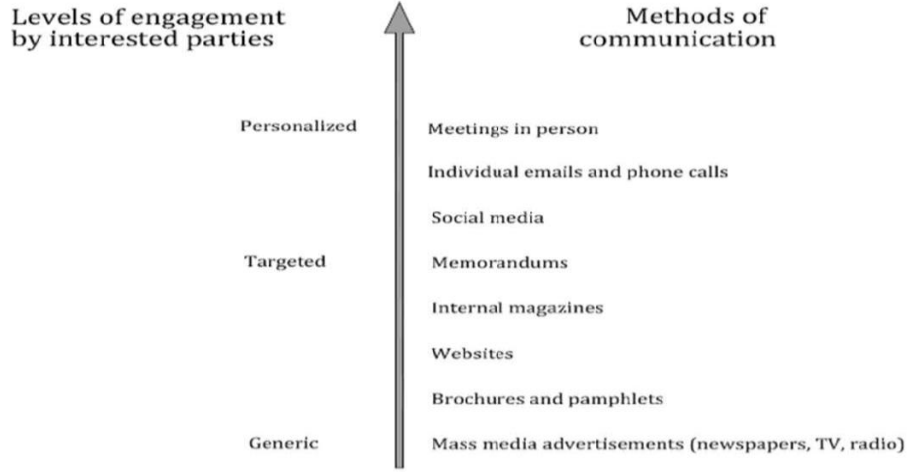 Levels of engagement
by interested parties
Methods of
communication
Personalized
Meetings in person
Individual emails and phone calls
Social media
Targeted
Memorandums
Internal magazines
Websites
Brochures and pamphlets
Generic
Mass media advertisements (newspapers, TV, radio)